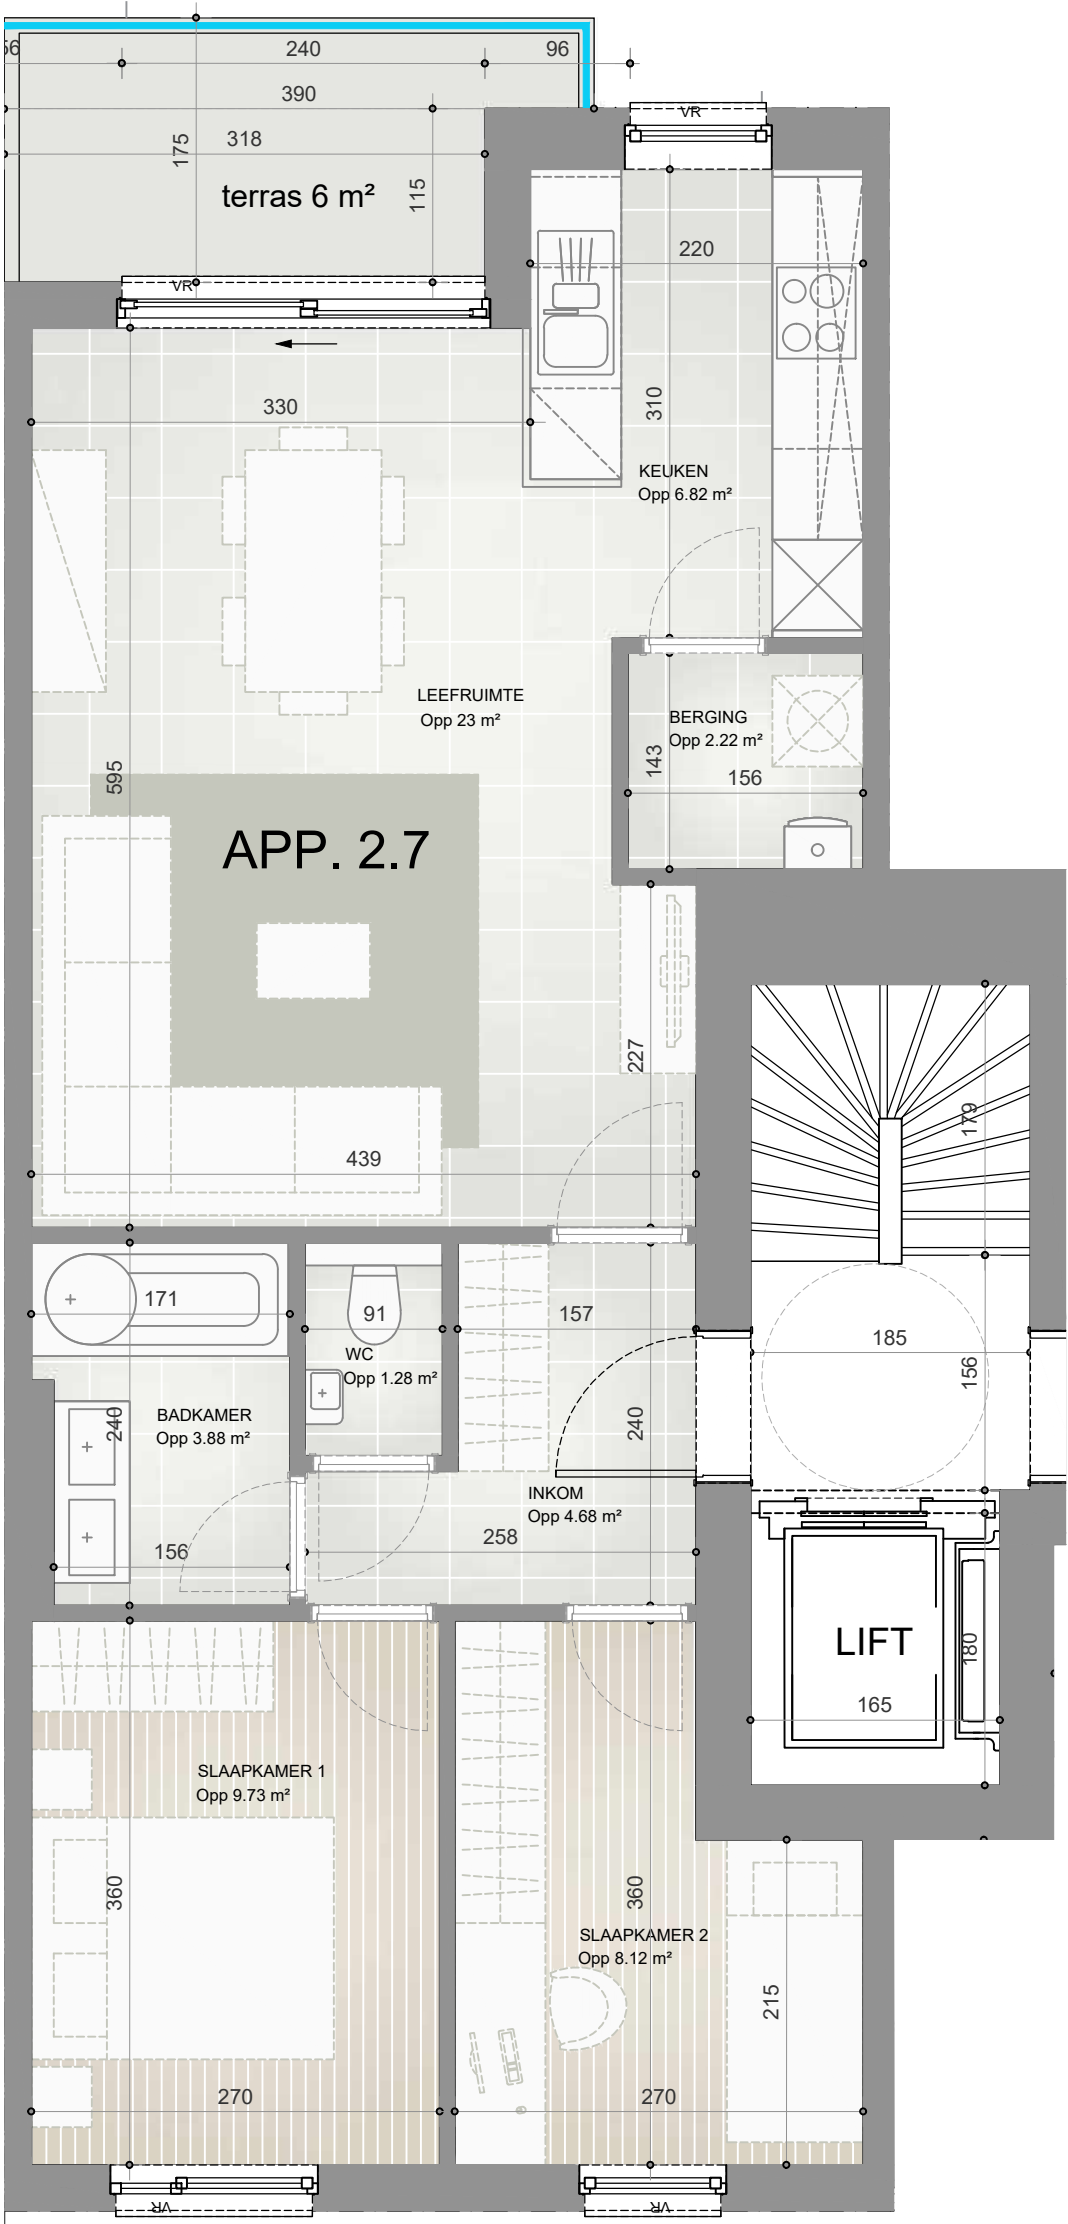 56
240
96
390
VR
318
175
115
terras 6 m²
220
VR
330
310
KEUKEN
Opp 6.82 m²
LEEFRUIMTE
Opp 23 m²
BERGING
Opp 2.22 m²
143
156
595
APP. 2.7
227
179
439
171
91
157
185
156
WC
Opp 1.28 m²
240
BADKAMER
Opp 3.88 m²
240
INKOM
Opp 4.68 m²
258
156
LIFT
180
165
SLAAPKAMER 1
Opp 9.73 m²
360
360
SLAAPKAMER 2
Opp 8.12 m²
215
270
270
VR
VR